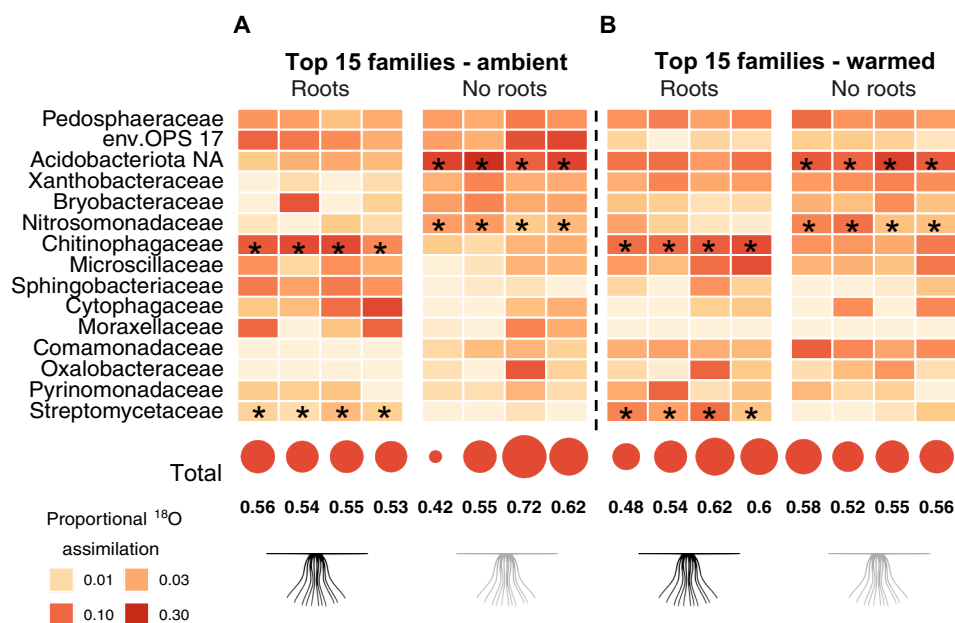 A
B
Top 15 families - ambient
Top 15 families - warmed
Roots
No roots
Roots
No roots
Pedosphaeraceae
env.OPS 17
Acidobacteriota NA
* * * *
* * * *
Xanthobacteraceae
Bryobacteraceae
Nitrosomonadaceae
* * * *
* * * *
Chitinophagaceae
* * * *
* * * *
Microscillaceae
Sphingobacteriaceae
Cytophagaceae
Moraxellaceae
Comamonadaceae
Oxalobacteraceae
Pyrinomonadaceae
Streptomycetaceae
* * * *
* * * *
Total
0.56 0.54 0.55 0.53 0.42 0.55 0.72 0.62 0.48 0.54 0.62 0.6 0.58 0.52 0.55 0.56
Proportional ¹⁸O
assimilation
0.01 0.03
0.10 0.30